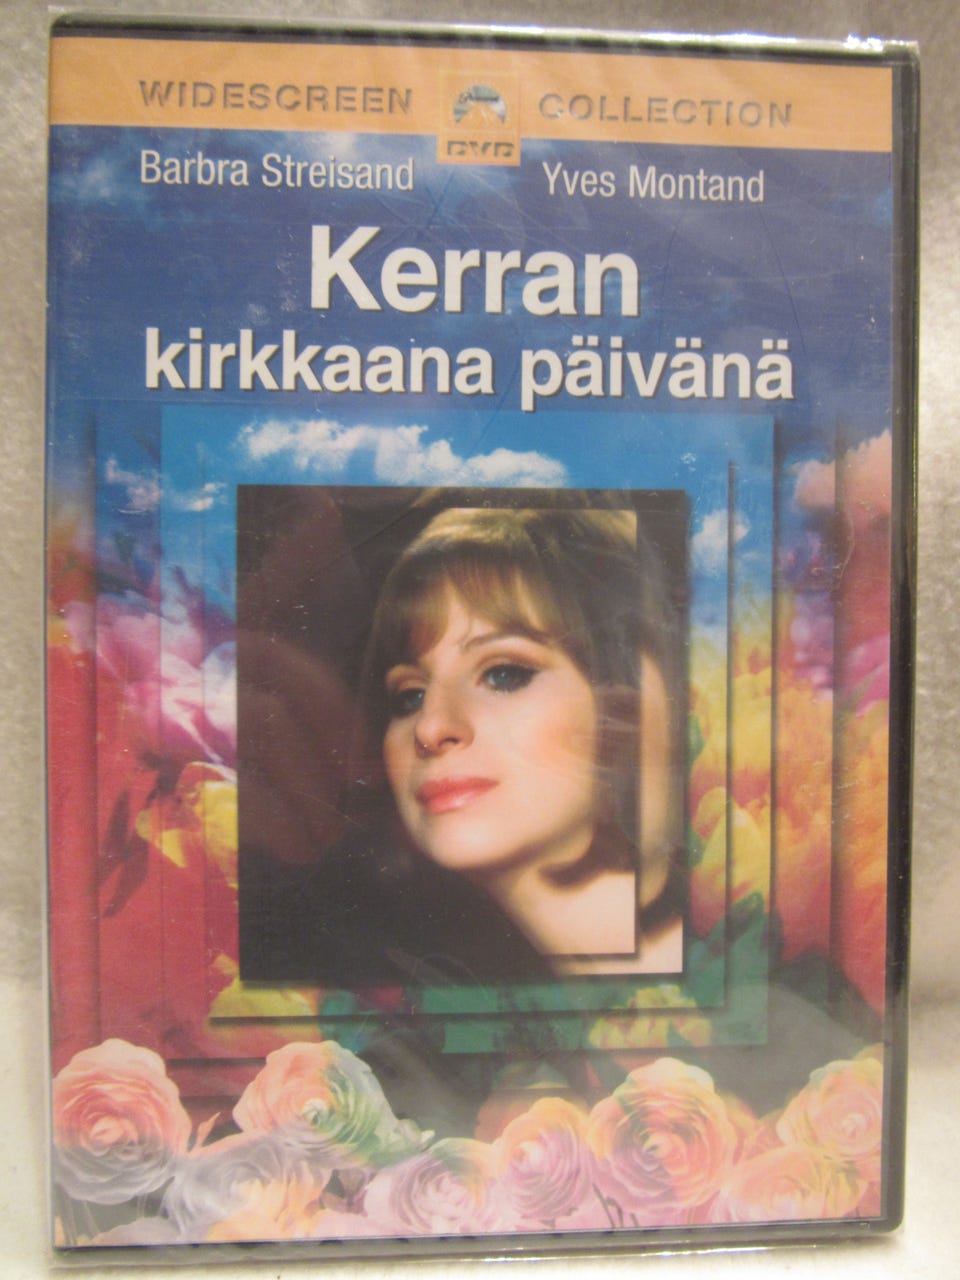 WIDESCREEN COLLECTION
DVD
Barbra Streisand Yves Montand
Kerran
kirkkaana päivänä